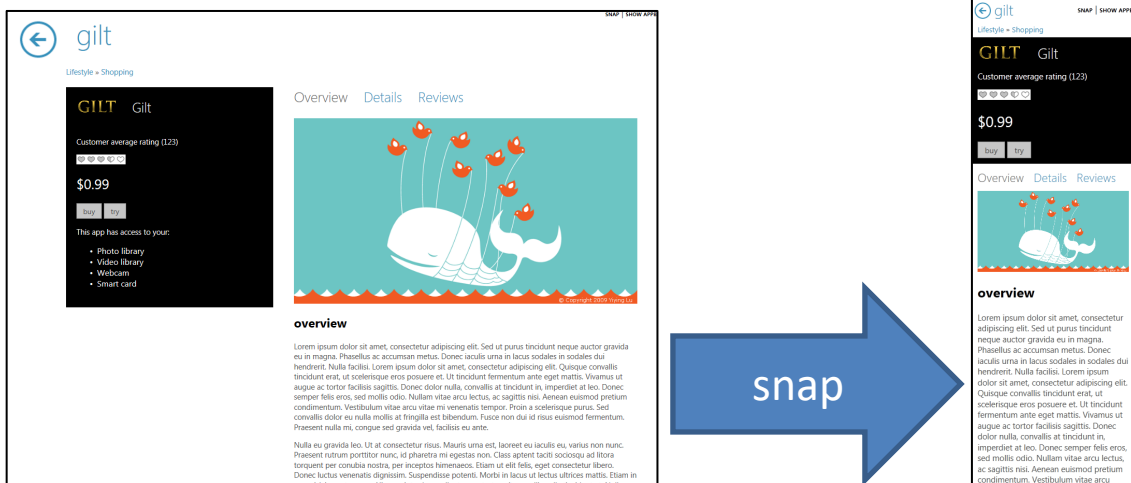 SNAP | SHOW APPB
gilt
Lifestyle » Shopping
GILT Gilt
Customer average rating (123)
$0.99
buy try
This app has access to your:
• Photo library
• Video library
• Webcam
• Smart card
Overview Details Reviews
© Copyright 2009 Yiying Lu
overview
Lorem ipsum dolor sit amet, consectetur adipiscing elit. Sed ut purus tincidunt neque auctor gravida
eu in magna. Phasellus ac accumsan metus. Donec iaculis urna in lacus sodales in sodales dui
hendrerit. Nulla facilisi. Lorem ipsum dolor sit amet, consectetur adipiscing elit. Quisque convallis
tincidunt erat, ut scelerisque eros posuere et. Ut tincidunt fermentum ante eget mattis. Vivamus ut
augue ac tortor facilisis sagittis. Donec dolor nulla, convallis at tincidunt in, imperdiet at leo. Donec
semper felis eros, sed mollis odio. Nullam vitae arcu lectus, ac sagittis nisi. Aenean euismod pretium
condimentum. Vestibulum vitae arcu vitae mi venenatis tempor. Proin a scelerisque purus. Sed
convallis dolor eu nulla mollis at fringilla est bibendum. Fusce non dui id risus euismod fermentum.
Praesent nulla mi, congue sed gravida vel, facilisis eu ante.
Nulla eu gravida leo. Ut at consectetur risus. Mauris urna est, laoreet eu iaculis eu, varius non nunc.
Praesent rutrum porttitor nunc, id pharetra mi egestas non. Class aptent taciti sociosqu ad litora
torquent per conubia nostra, per inceptos himenaeos. Etiam ut elit felis, eget consectetur libero.
Donec luctus venenatis dignissim. Suspendisse potenti. Morbi in lacus ut lectus ultrices mattis. Etiam in
snap
gilt SNAP | SHOW APPB
Lifestyle » Shopping
GILT Gilt
Customer average rating (123)
$0.99
buy try
Overview Details Reviews
overview
Lorem ipsum dolor sit amet, consectetur
adipiscing elit. Sed ut purus tincidunt
neque auctor gravida eu in magna.
Phasellus ac accumsan metus. Donec
iaculis urna in lacus sodales in sodales dui
hendrerit. Nulla facilisi. Lorem ipsum
dolor sit amet, consectetur adipiscing elit.
Quisque convallis tincidunt erat, ut
scelerisque eros posuere et. Ut tincidunt
fermentum ante eget mattis. Vivamus ut
augue ac tortor facilisis sagittis. Donec
dolor nulla, convallis at tincidunt in,
imperdiet at leo. Donec semper felis eros,
sed mollis odio. Nullam vitae arcu lectus,
ac sagittis nisi. Aenean euismod pretium
condimentum. Vestibulum vitae arcu